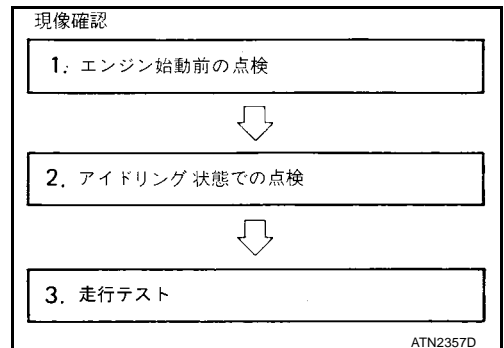 現像確認
1. エンジン始動前の点検
2. アイドリング状態での点検
3. 走行テスト
ATN2357D